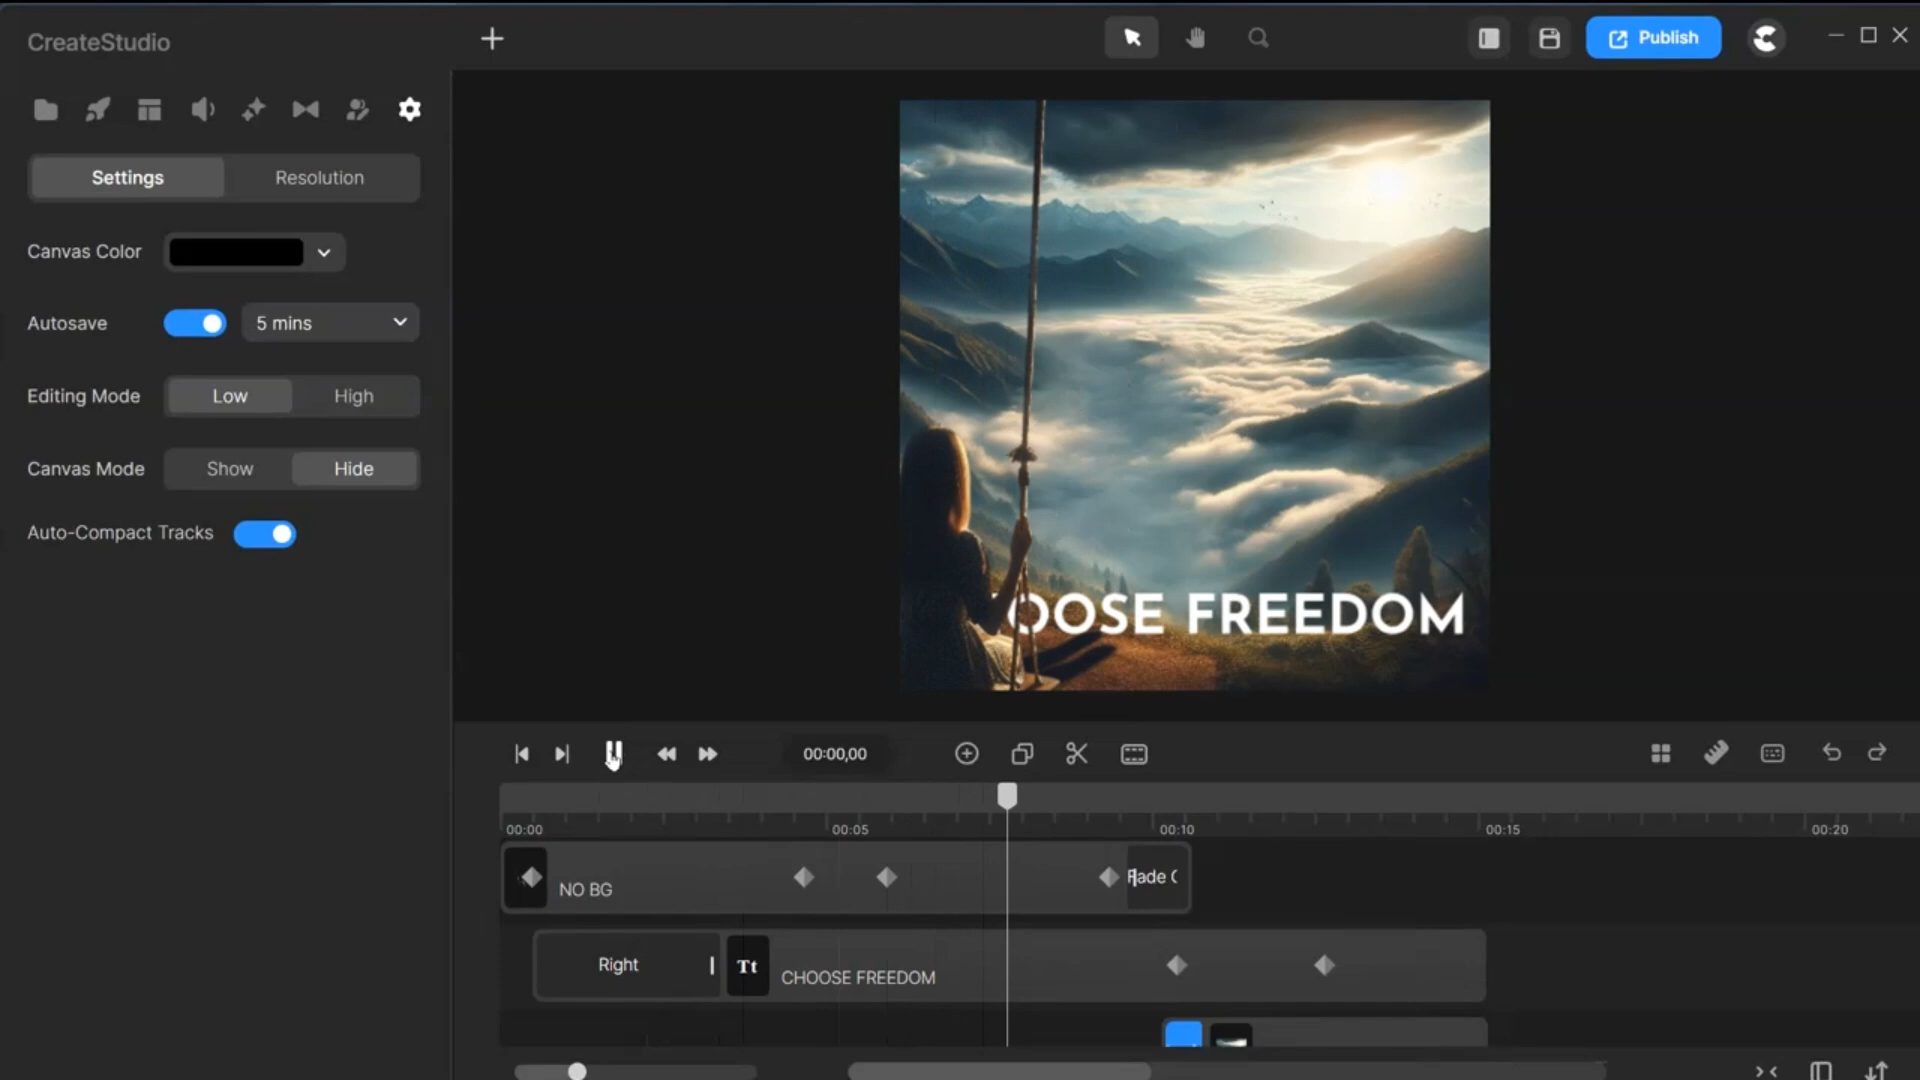 CreateStudio
Publish
Settings
Resolution
Canvas Color
Autosave
5 mins
Editing Mode
Low
High
Canvas Mode
Show
Hide
Auto-Compact Tracks
OOSE FREEDOM
00:00,00
00:00
00:05
00:10
00:15
00:20
NO BG
Fade
Right
Tt
CHOOSE FREEDOM